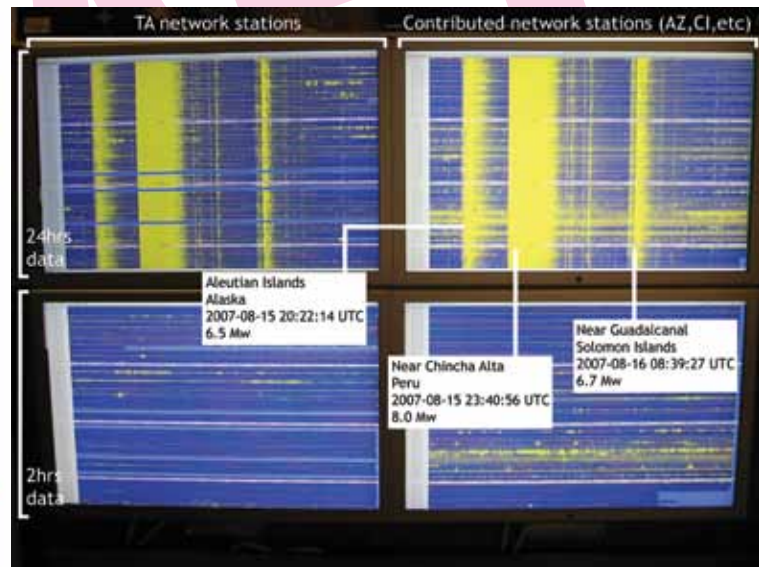 TA network stations
Contributed network stations (AZ,CI,etc)
24hrs
data
Aleutian Islands
Alaska
2007-08-15 20:22:14 UTC
6.5 Mw
Near Chincha Alta
Peru
2007-08-15 23:40:56 UTC
8.0 Mw
Near Guadalcanal
Solomon Islands
2007-08-16 08:39:27 UTC
6.7 Mw
2hrs
data